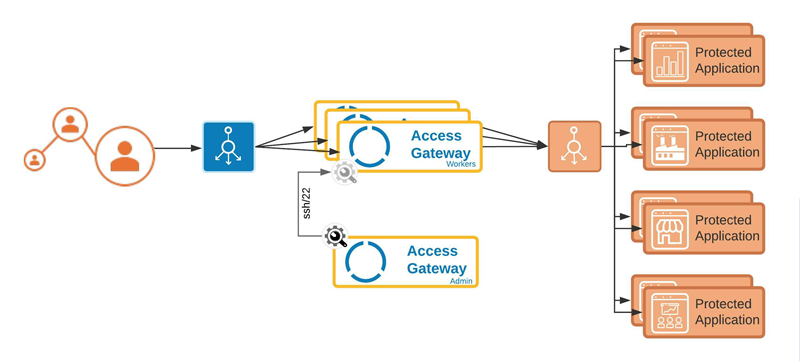 Access
Gateway
Workers
ssh/22
Access
Gateway
Admin
Protected
Application
Protected
Application
Protected
Application
Protected
Application